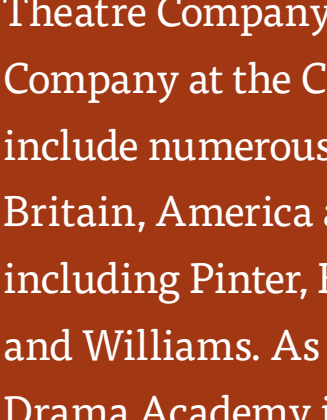 Theatre Company
Company at the C
include numerous
Britain, America
including Pinter,
and Williams. As
Drama Academy i